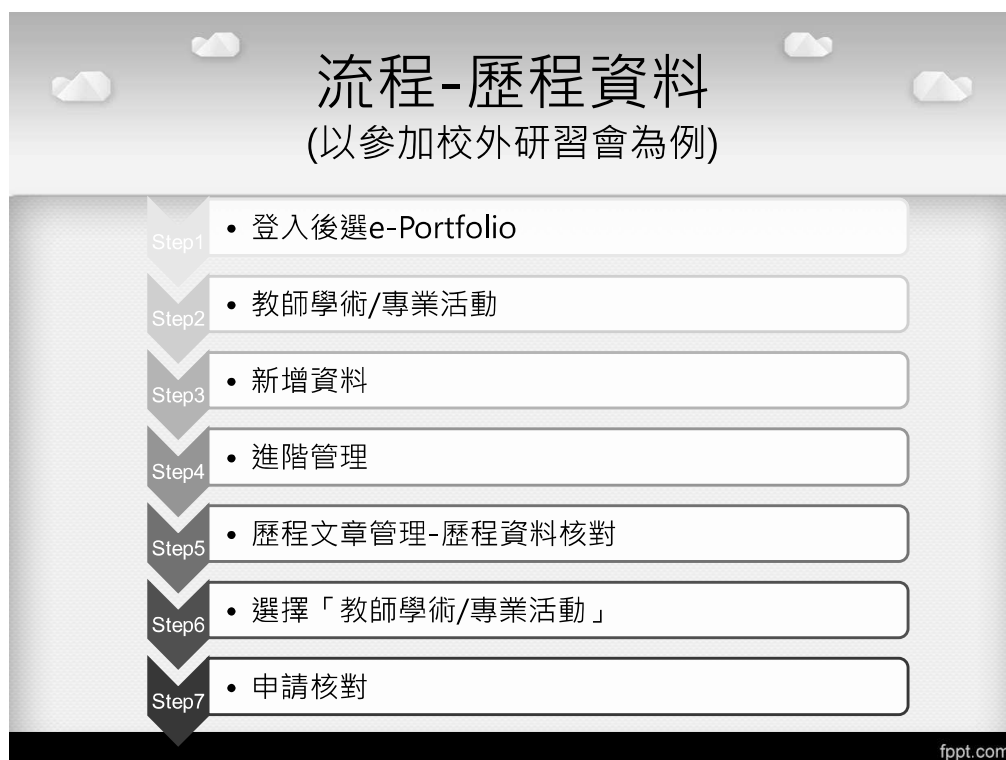 流程-歷程資料
(以參加校外研習會為例)
Step1
• 登入後選e-Portfolio
Step2
• 教師學術/專業活動
Step3
• 新增資料
Step4
• 進階管理
Step5
• 歷程文章管理-歷程資料核對
Step6
• 選擇「教師學術/專業活動」
Step7
• 申請核對
fppt.com